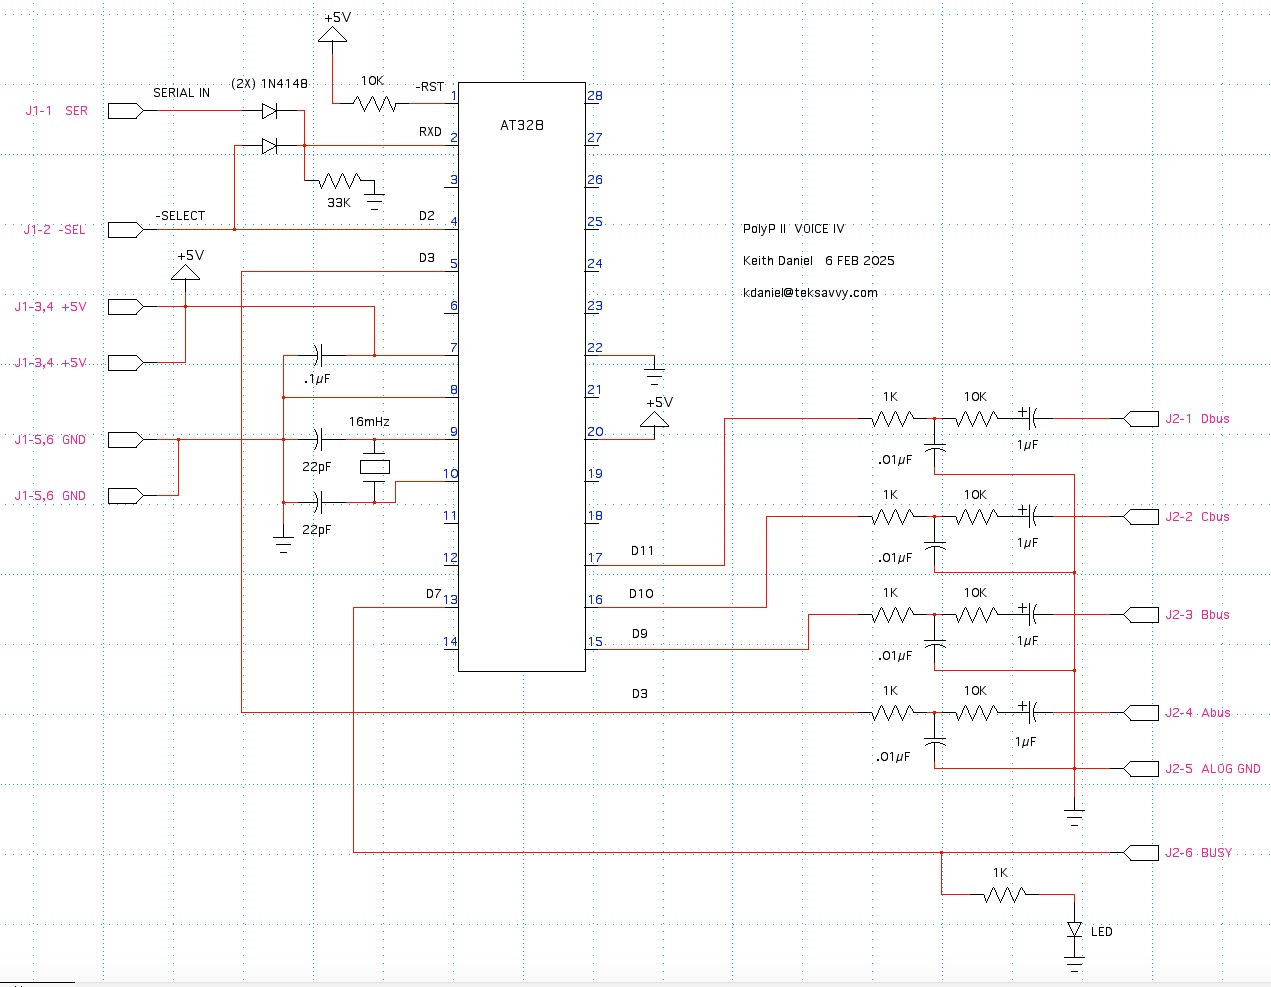 +5V
(2X) 1N4148
10K
-RST
SERIAL IN
J1-1 SER
1
28
AT328
RXD
2
27
3
26
33K
-SELECT
D2
J1-2 -SEL
4
25
PolyP II VOICE IV
+5V
D3
5
24
Keith Daniel 6 FEB 2025
J1-3,4 +5V
6
23
kdaniel@teksavvy.com
J1-3,4 +5V
7
22
.1µF
8
21
+5V
1K
10K
16mHz
J2-1 Dbus
J1-5,6 GND
9
20
1µF
.01µF
22pF
10
19
J1-5,6 GND
1K
10K
11
18
J2-2 Cbus
22pF
1µF
D11
12
17
.01µF
D7
13
16
D10
1K
10K
J2-3 Bbus
D9
14
15
1µF
.01µF
D3
1K
10K
J2-4 Abus
1µF
.01µF
J2-5 ALOG GND
J2-6 BUSY
1K
LED